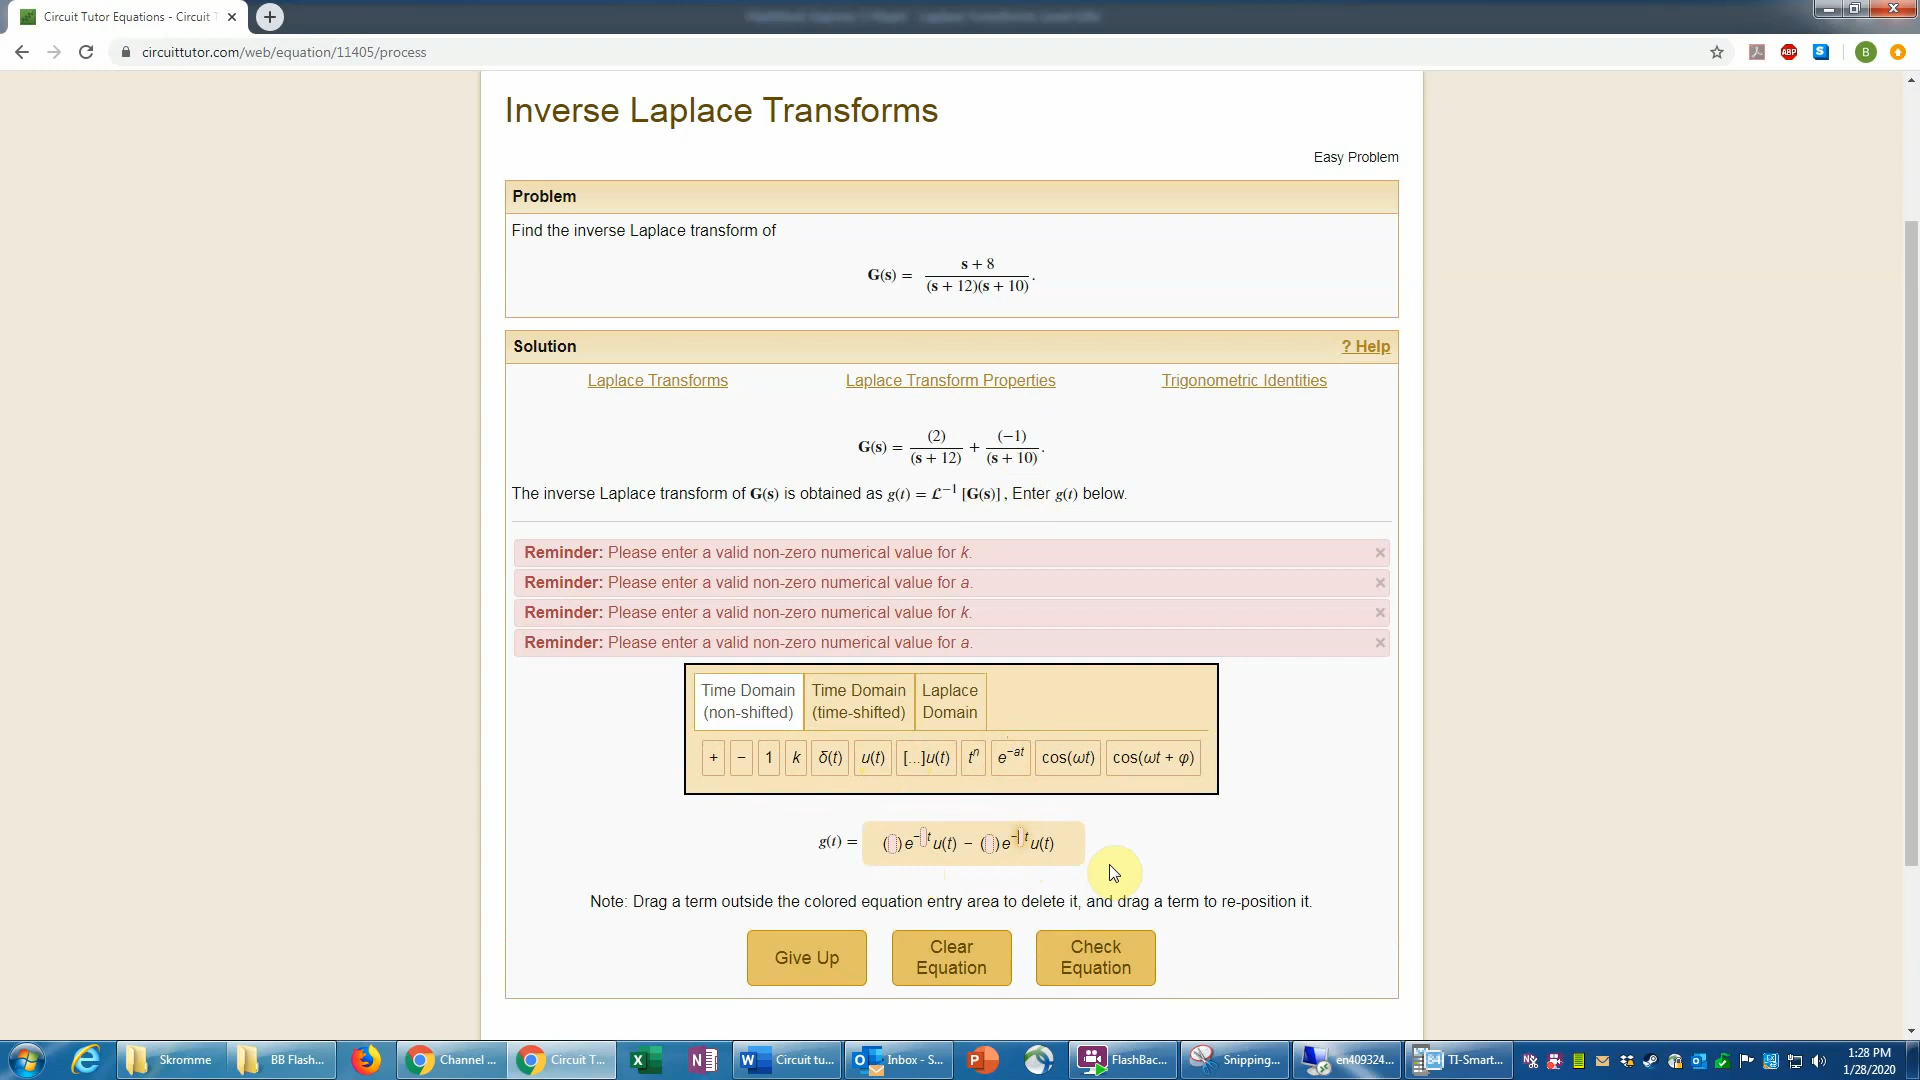 Circuit Tutor Equations - Circuit T
circuittutor.com/web/equation/11405/process
ABP
S
B
Inverse Laplace Transforms
Easy Problem
Problem
Find the inverse Laplace transform of
G(s) = s + 8 / (s + 12)(s + 10) .
Solution
? Help
Laplace Transforms
Laplace Transform Properties
Trigonometric Identities
G(s) = (2) / (s + 12) + (−1) / (s + 10) .
The inverse Laplace transform of G(s) is obtained as g(t) = ℒ⁻¹ [G(s)] , Enter g(t) below.
Reminder: Please enter a valid non-zero numerical value for k. ×
Reminder: Please enter a valid non-zero numerical value for a. ×
Reminder: Please enter a valid non-zero numerical value for k. ×
Reminder: Please enter a valid non-zero numerical value for a. ×
Time Domain
(non-shifted)
Time Domain
(time-shifted)
Laplace
Domain
+ − 1 k δ(t) u(t) [...]u(t) tⁿ e^−at cos(ωt) cos(ωt + φ)
g(t) = ( )e^− t u(t) − ( )e^− t u(t)
Note: Drag a term outside the colored equation entry area to delete it, and drag a term to re-position it.
Give Up
Clear
Equation
Check
Equation
Skromme
BB Flash...
Channel ...
Circuit T...
Circuit tu...
Inbox - S...
FlashBac...
Snipping...
en409324...
TI-Smart...
1:28 PM
1/28/2020